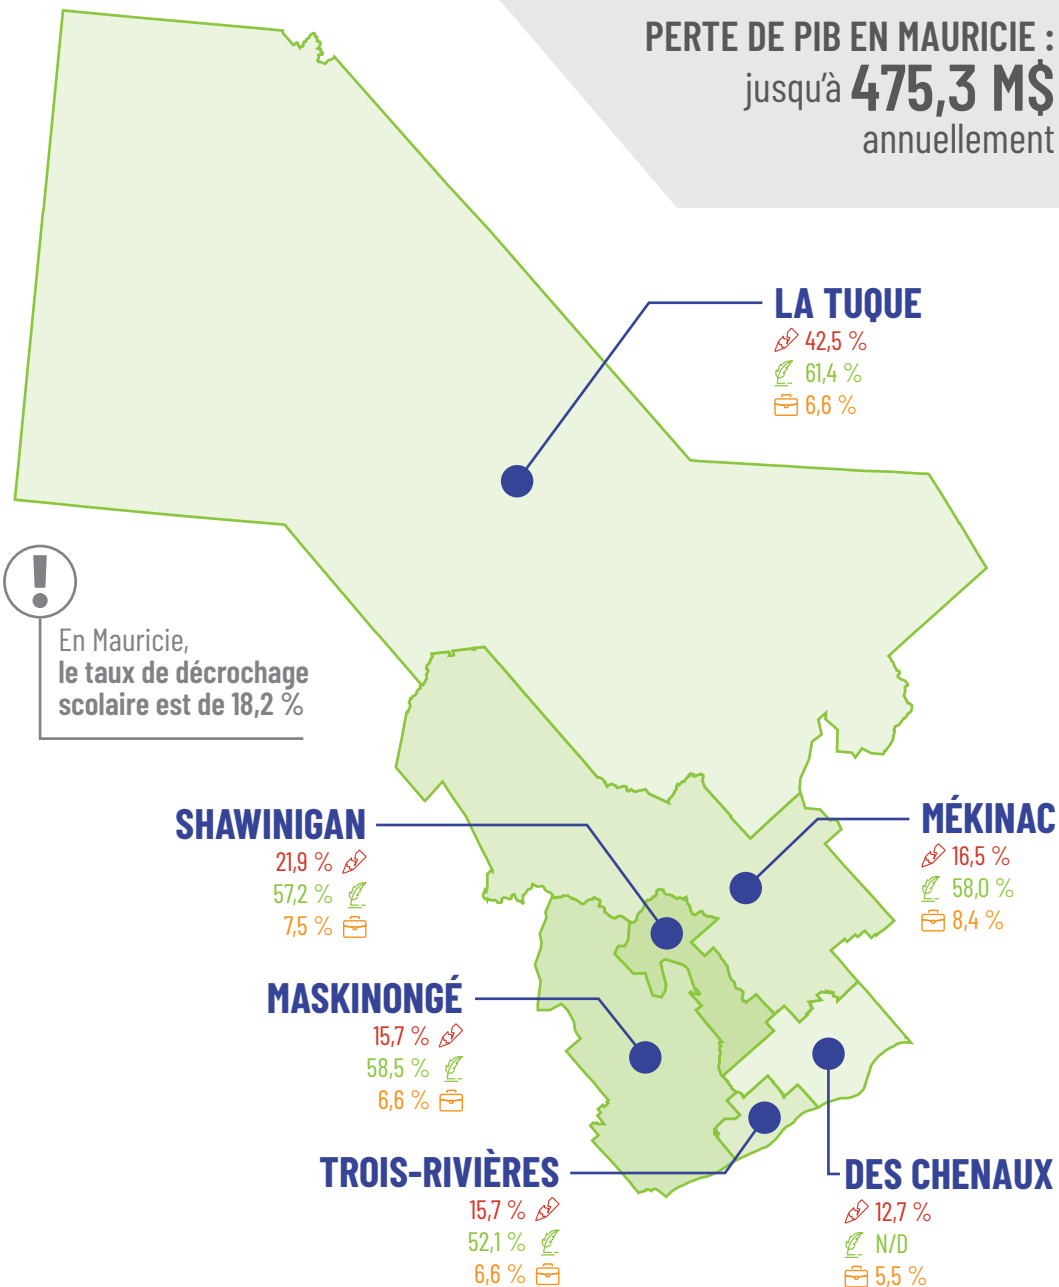 PERTE DE PIB EN MAURICIE :
jusqu'à 475,3 M$
annuellement
LA TUQUE
42,5 %
61,4 %
6,6 %
!
En Mauricie,
le taux de décrochage
scolaire est de 18,2 %
SHAWINIGAN
21,9 %
57,2 %
7,5 %
MÉKINAC
16,5 %
58,0 %
8,4 %
MASKINONGÉ
15,7 %
58,5 %
6,6 %
TROIS-RIVIÈRES
15,7 %
52,1 %
6,6 %
DES CHENAUX
12,7 %
N/D
5,5 %